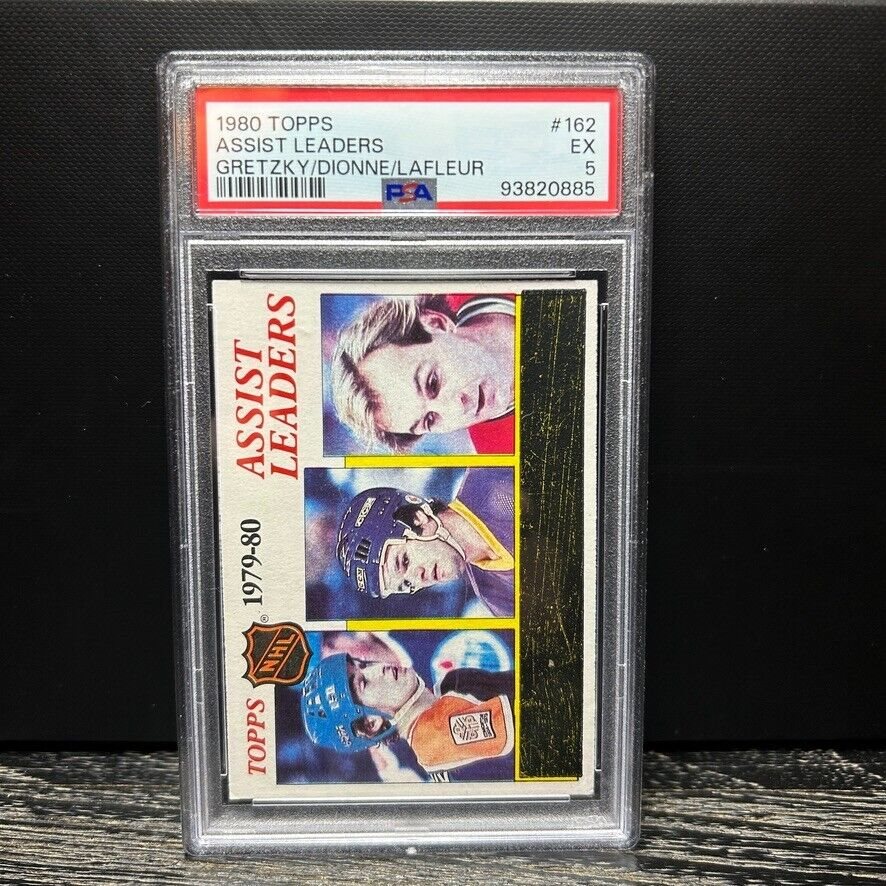 1980 TOPPS #162
ASSIST LEADERS EX
GRETZKY/DIONNE/LAFLEUR 5
PSA 93820885
TOPPS NHL ® 1979-80 ASSIST
LEADERS